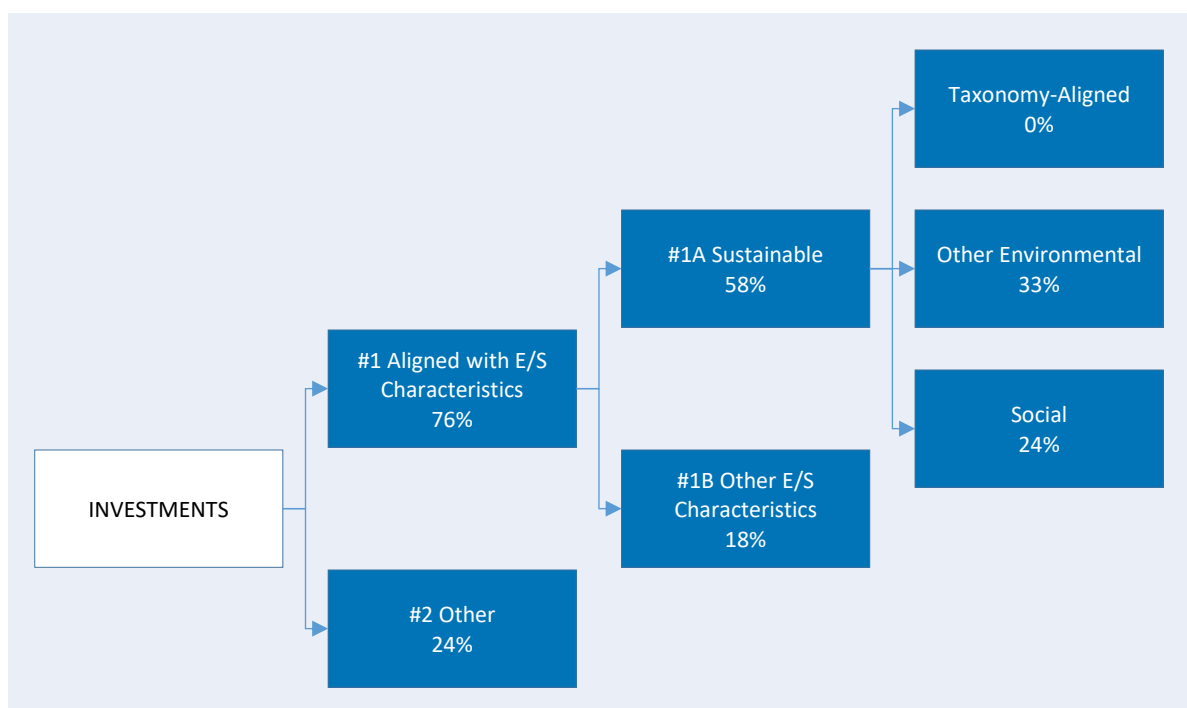 INVESTMENTS
#1 Aligned with E/S
Characteristics
76%
#2 Other
24%
#1A Sustainable
58%
#1B Other E/S
Characteristics
18%
Taxonomy-Aligned
0%
Other Environmental
33%
Social
24%